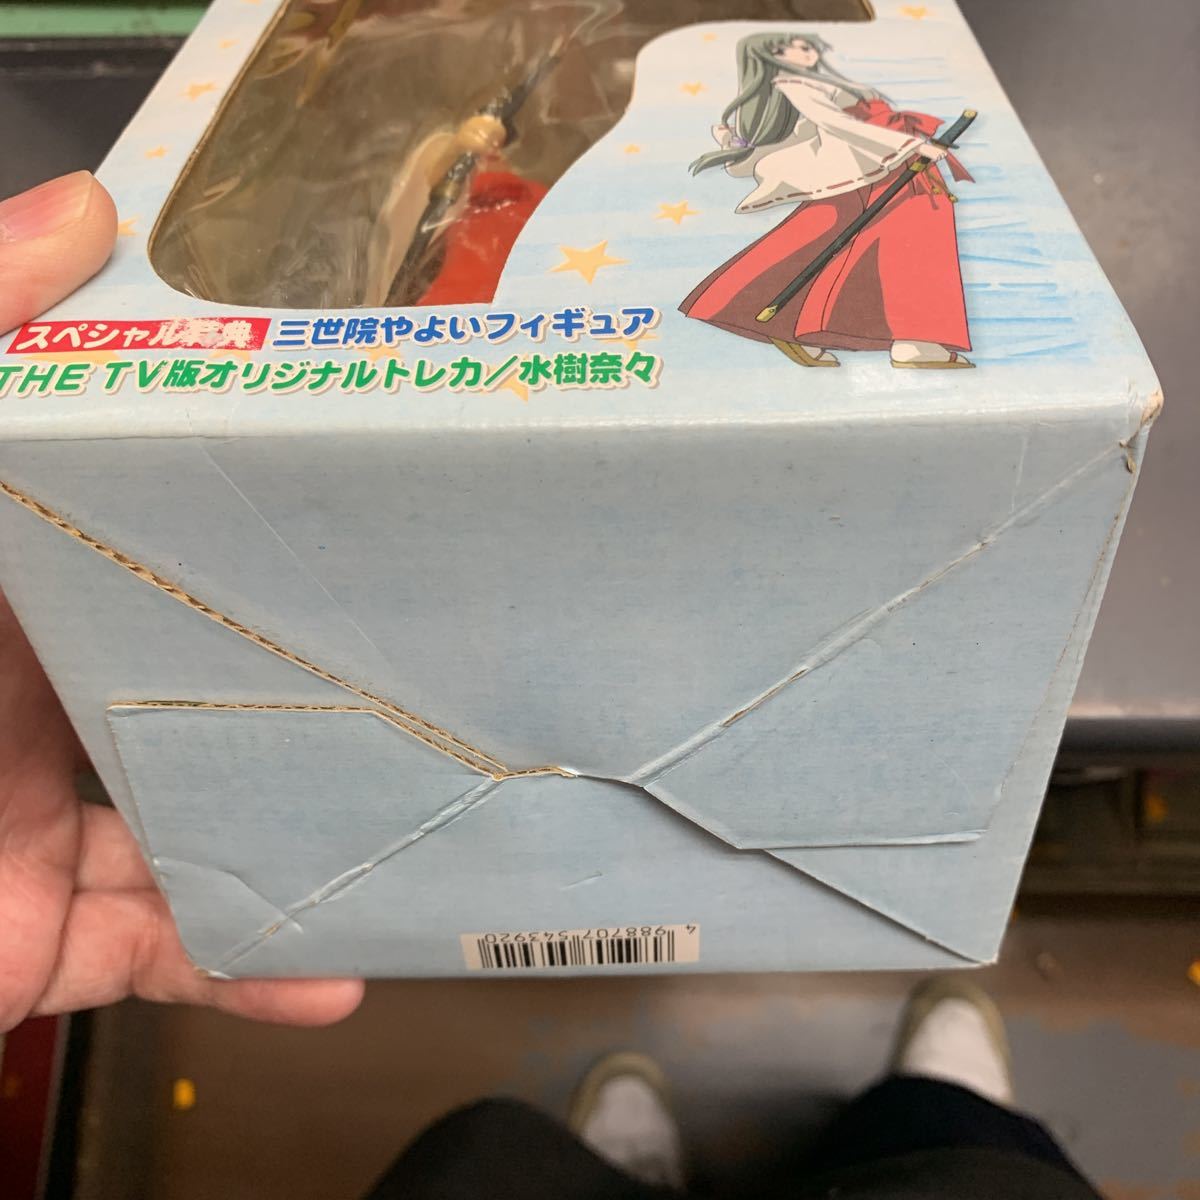 スペシャル特典 三世院やよいフィギュア
THE TV版オリジナルトレカ/水樹奈々
4 988707 543920